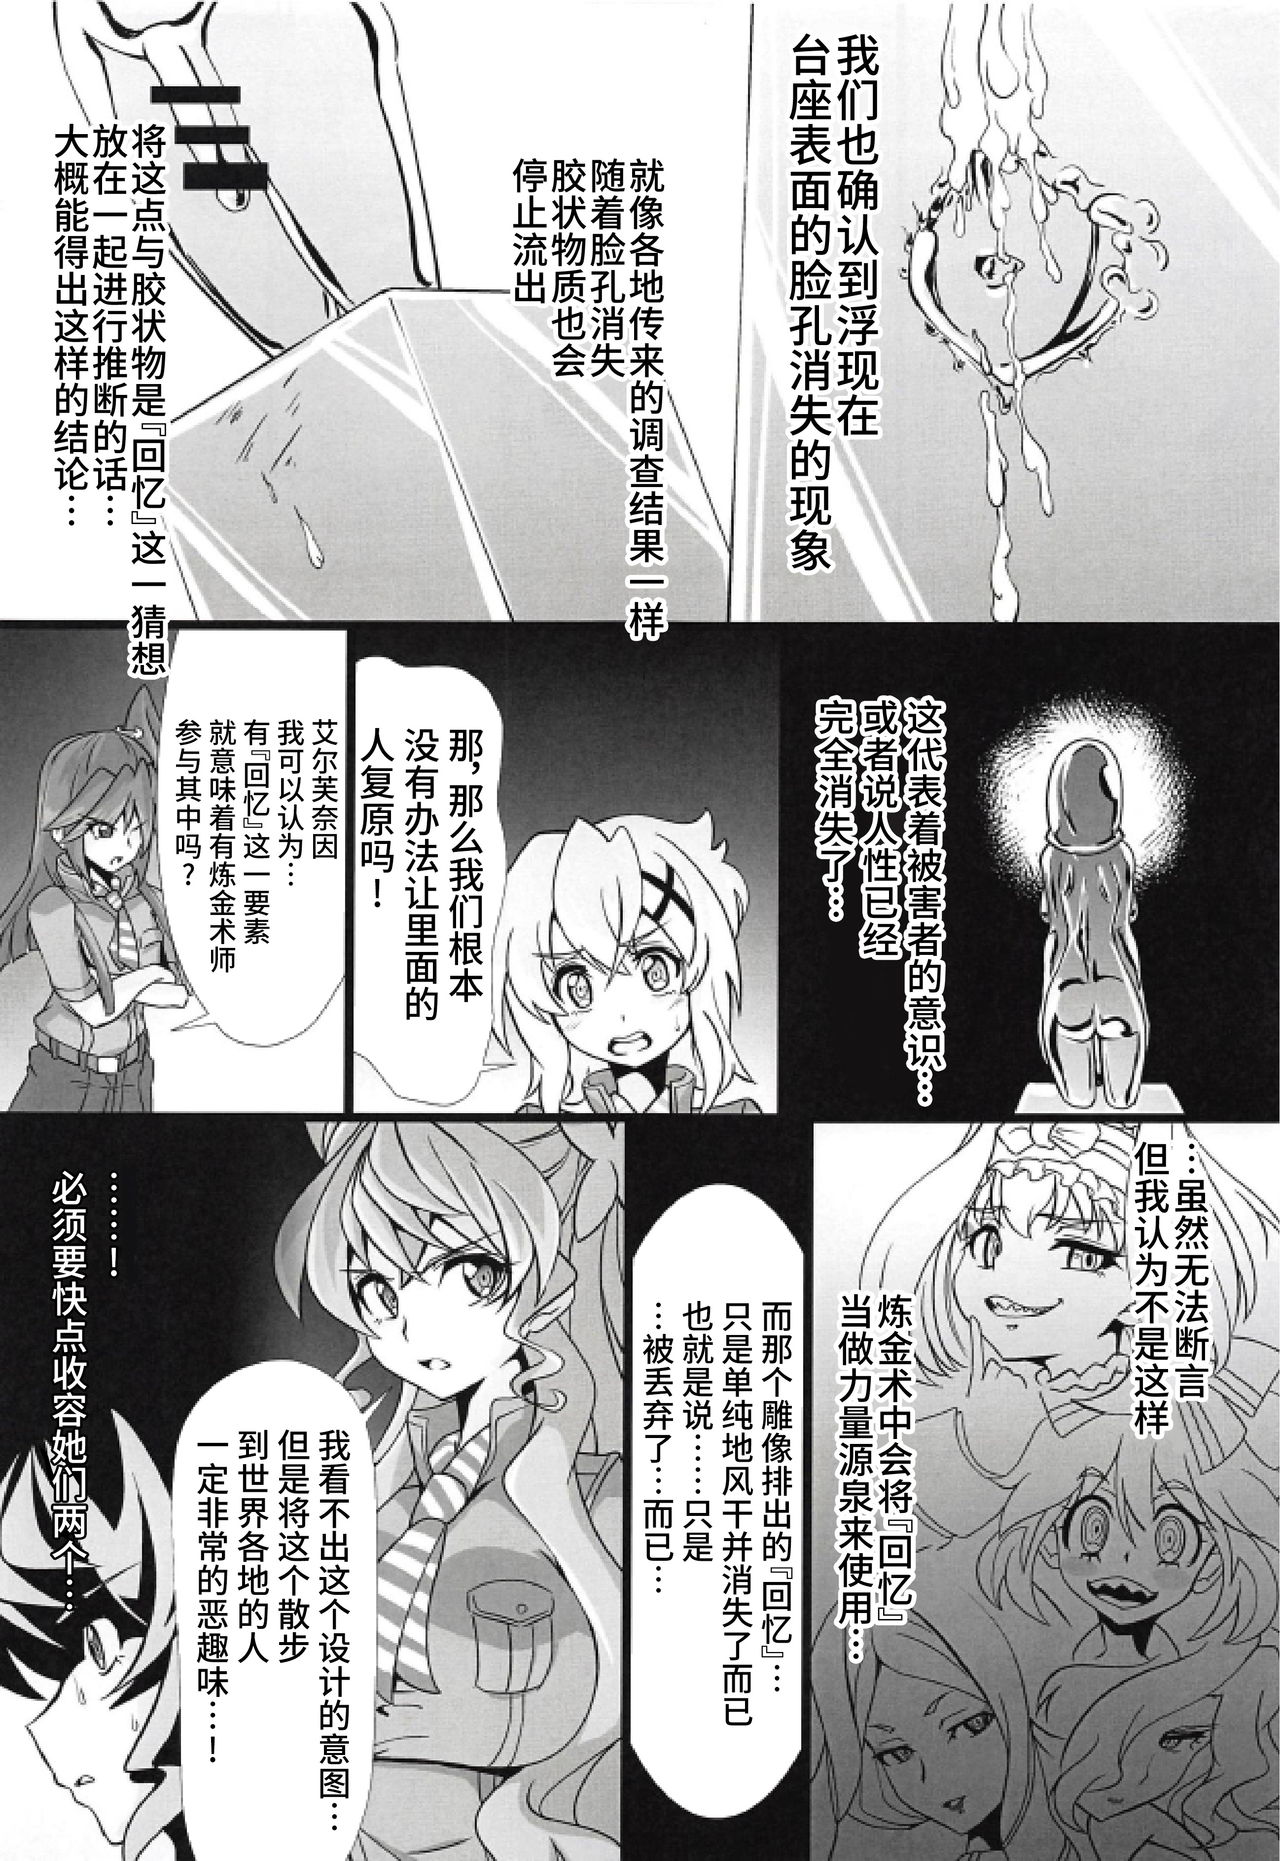 我们也确认到浮现在
台座表面的脸孔消失的现象
就像各地传来的调查结果一样
随着脸孔消失
胶状物质也会
停止流出
将这点与胶状物是『回忆』这一猜想
放在一起进行推断的话…
大概能得出这样的结论…
这代表着被害者的意识…
或者说人性已经
完全消失了…
那，那么我们根本
没有办法让里面的
人复原吗！
艾尔芙奈因
我可以认为…
有『回忆』这一要素
就意味着有炼金术师
参与其中吗？
…虽然无法断言
但我认为不是这样
炼金术中会将『回忆』
当做力量源泉来使用…
而那个雕像排出的『回忆』…
只是单纯地风干并消失了而已
也就是说……只是
…被丢弃了…而已…
我看不出这个设计的意图…
但是将这个散步
到世界各地的人
一定非常的恶趣味…！
……！
必须要快点收容她们两个…